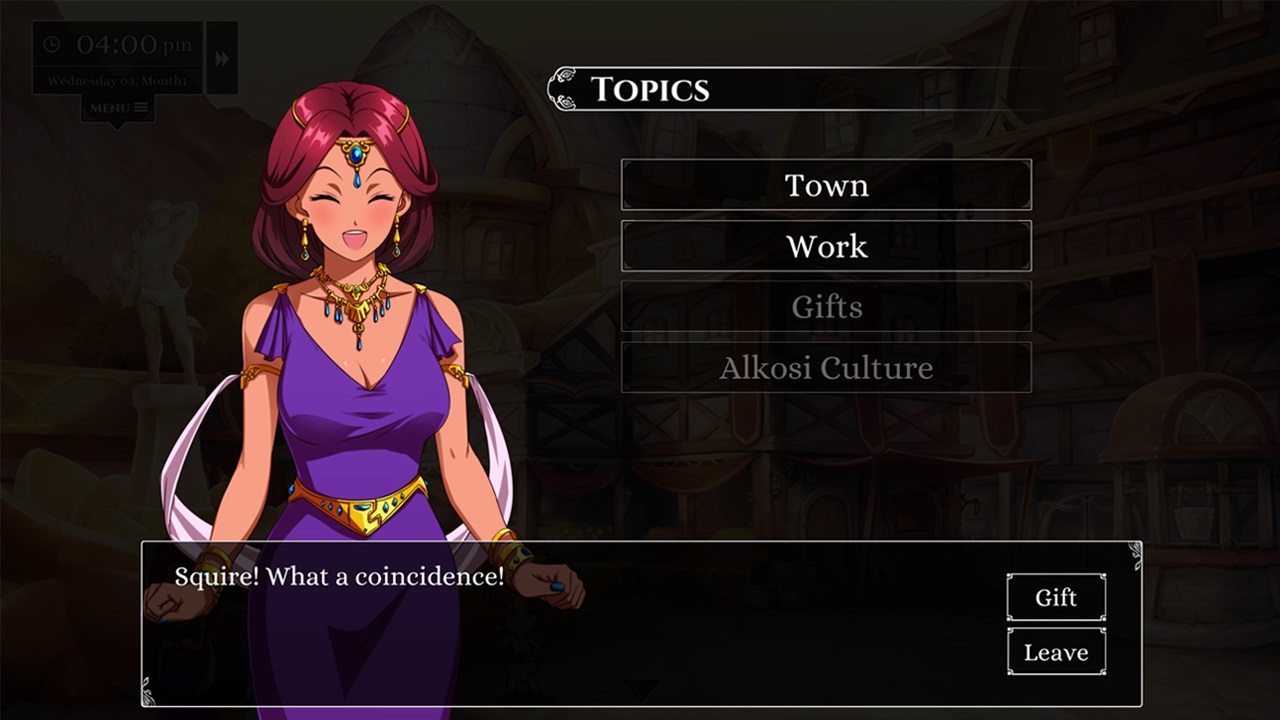 04:00 pm
Wednesday 03, Month1
MENU
TOPICS
Town
Work
Gifts
Alkosi Culture
Squire! What a coincidence!
Gift
Leave